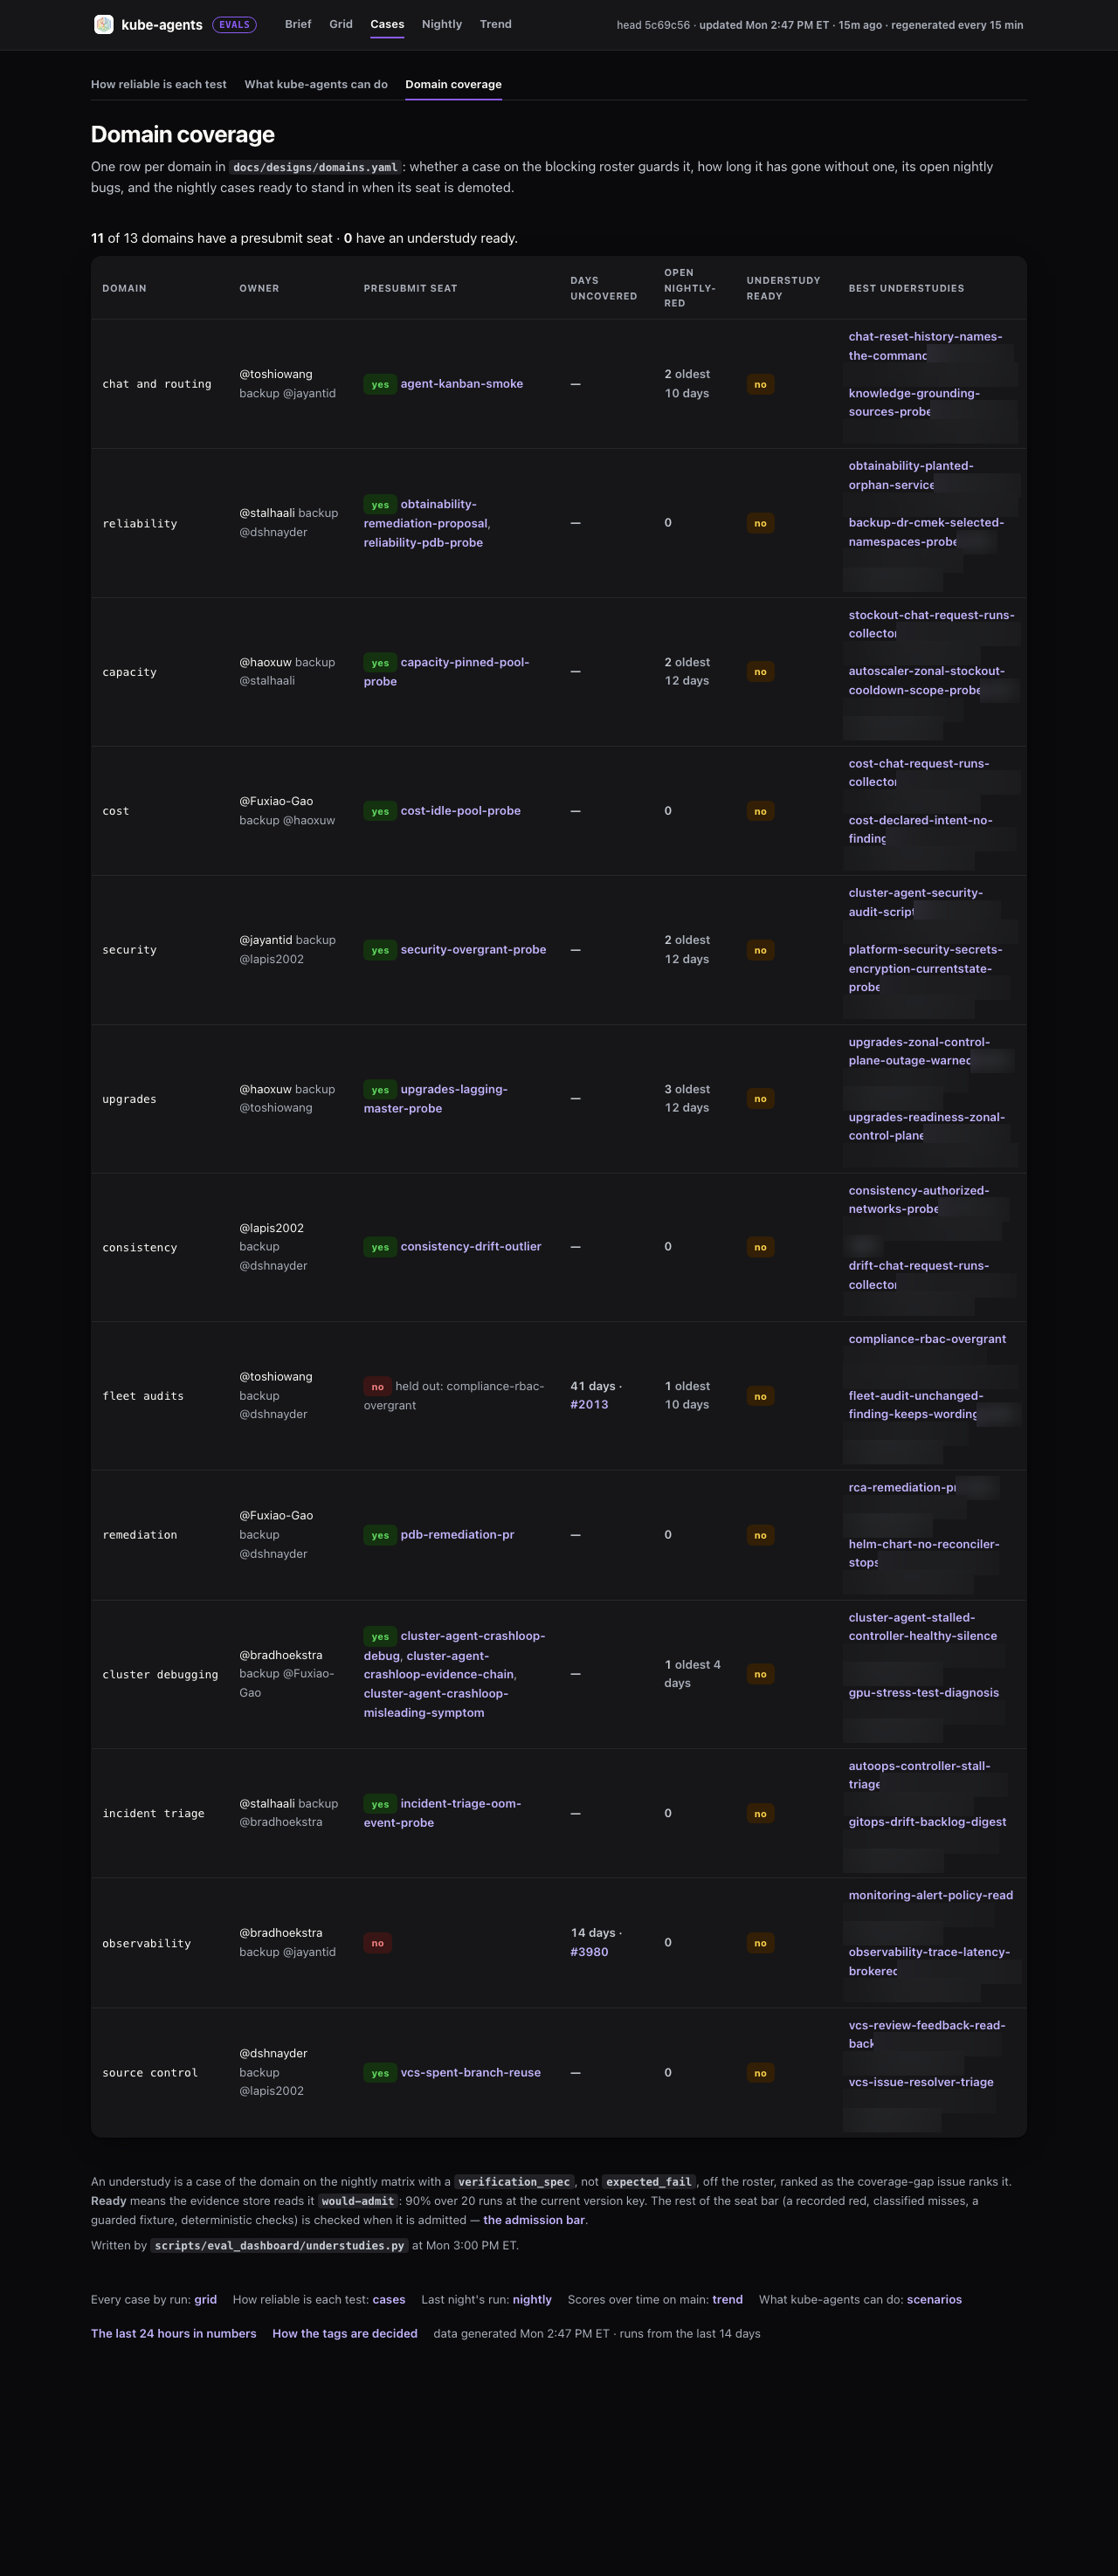 kube-agents EVALS Brief Grid Cases Nightly Trend head 5c69c56 · updated Mon 2:47 PM ET · 15m ago · regenerated every 15 min
How reliable is each test What kube-agents can do Domain coverage
Domain coverage
One row per domain in docs/designs/domains.yaml: whether a case on the blocking roster guards it, how long it has gone without one, its open nightly
bugs, and the nightly cases ready to stand in when its seat is demoted.
11 of 13 domains have a presubmit seat · 0 have an understudy ready.
DOMAIN OWNER PRESUBMIT SEAT DAYS UNCOVERED OPEN NIGHTLY-RED UNDERSTUDY READY BEST UNDERSTUDIES
chat and routing
@toshiowang
backup @jayantid
yes agent-kanban-smoke
—
2 oldest
10 days
no
chat-reset-history-names-
the-command
knowledge-grounding-
sources-probe
reliability
@stalhaali backup
@dshnayder
yes obtainability-
remediation-proposal,
reliability-pdb-probe
—
0
no
obtainability-planted-
orphan-service
backup-dr-cmek-selected-
namespaces-probe
capacity
@haoxuw backup
@stalhaali
yes capacity-pinned-pool-
probe
—
2 oldest
12 days
no
stockout-chat-request-runs-
collector
autoscaler-zonal-stockout-
cooldown-scope-probe
cost
@Fuxiao-Gao
backup @haoxuw
yes cost-idle-pool-probe
—
0
no
cost-chat-request-runs-
collector
cost-declared-intent-no-
finding
security
@jayantid backup
@lapis2002
yes security-overgrant-probe
—
2 oldest
12 days
no
cluster-agent-security-
audit-script
platform-security-secrets-
encryption-currentstate-
probe
upgrades
@haoxuw backup
@toshiowang
yes upgrades-lagging-
master-probe
—
3 oldest
12 days
no
upgrades-zonal-control-
plane-outage-warned
upgrades-readiness-zonal-
control-plane
consistency
@lapis2002
backup
@dshnayder
yes consistency-drift-outlier
—
0
no
consistency-authorized-
networks-probe
drift-chat-request-runs-
collector
fleet audits
@toshiowang
backup
@dshnayder
no held out: compliance-rbac-
overgrant
41 days ·
#2013
1 oldest
10 days
no
compliance-rbac-overgrant
fleet-audit-unchanged-
finding-keeps-wording
remediation
@Fuxiao-Gao
backup
@dshnayder
yes pdb-remediation-pr
—
0
no
rca-remediation-pr
helm-chart-no-reconciler-
stops
cluster debugging
@bradhoekstra
backup @Fuxiao-
Gao
yes cluster-agent-crashloop-
debug, cluster-agent-
crashloop-evidence-chain,
cluster-agent-crashloop-
misleading-symptom
—
1 oldest 4
days
no
cluster-agent-stalled-
controller-healthy-silence
gpu-stress-test-diagnosis
incident triage
@stalhaali backup
@bradhoekstra
yes incident-triage-oom-
event-probe
—
0
no
autoops-controller-stall-
triage
gitops-drift-backlog-digest
observability
@bradhoekstra
backup @jayantid
no
14 days ·
#3980
0
no
monitoring-alert-policy-read
observability-trace-latency-
brokered
source control
@dshnayder
backup
@lapis2002
yes vcs-spent-branch-reuse
—
0
no
vcs-review-feedback-read-
back
vcs-issue-resolver-triage
An understudy is a case of the domain on the nightly matrix with a verification_spec, not expected_fail, off the roster, ranked as the coverage-gap issue ranks it.
Ready means the evidence store reads it would-admit: 90% over 20 runs at the current version key. The rest of the seat bar (a recorded red, classified misses, a
guarded fixture, deterministic checks) is checked when it is admitted — the admission bar.
Written by scripts/eval_dashboard/understudies.py at Mon 3:00 PM ET.
Every case by run: grid How reliable is each test: cases Last night's run: nightly Scores over time on main: trend What kube-agents can do: scenarios
The last 24 hours in numbers How the tags are decided data generated Mon 2:47 PM ET · runs from the last 14 days